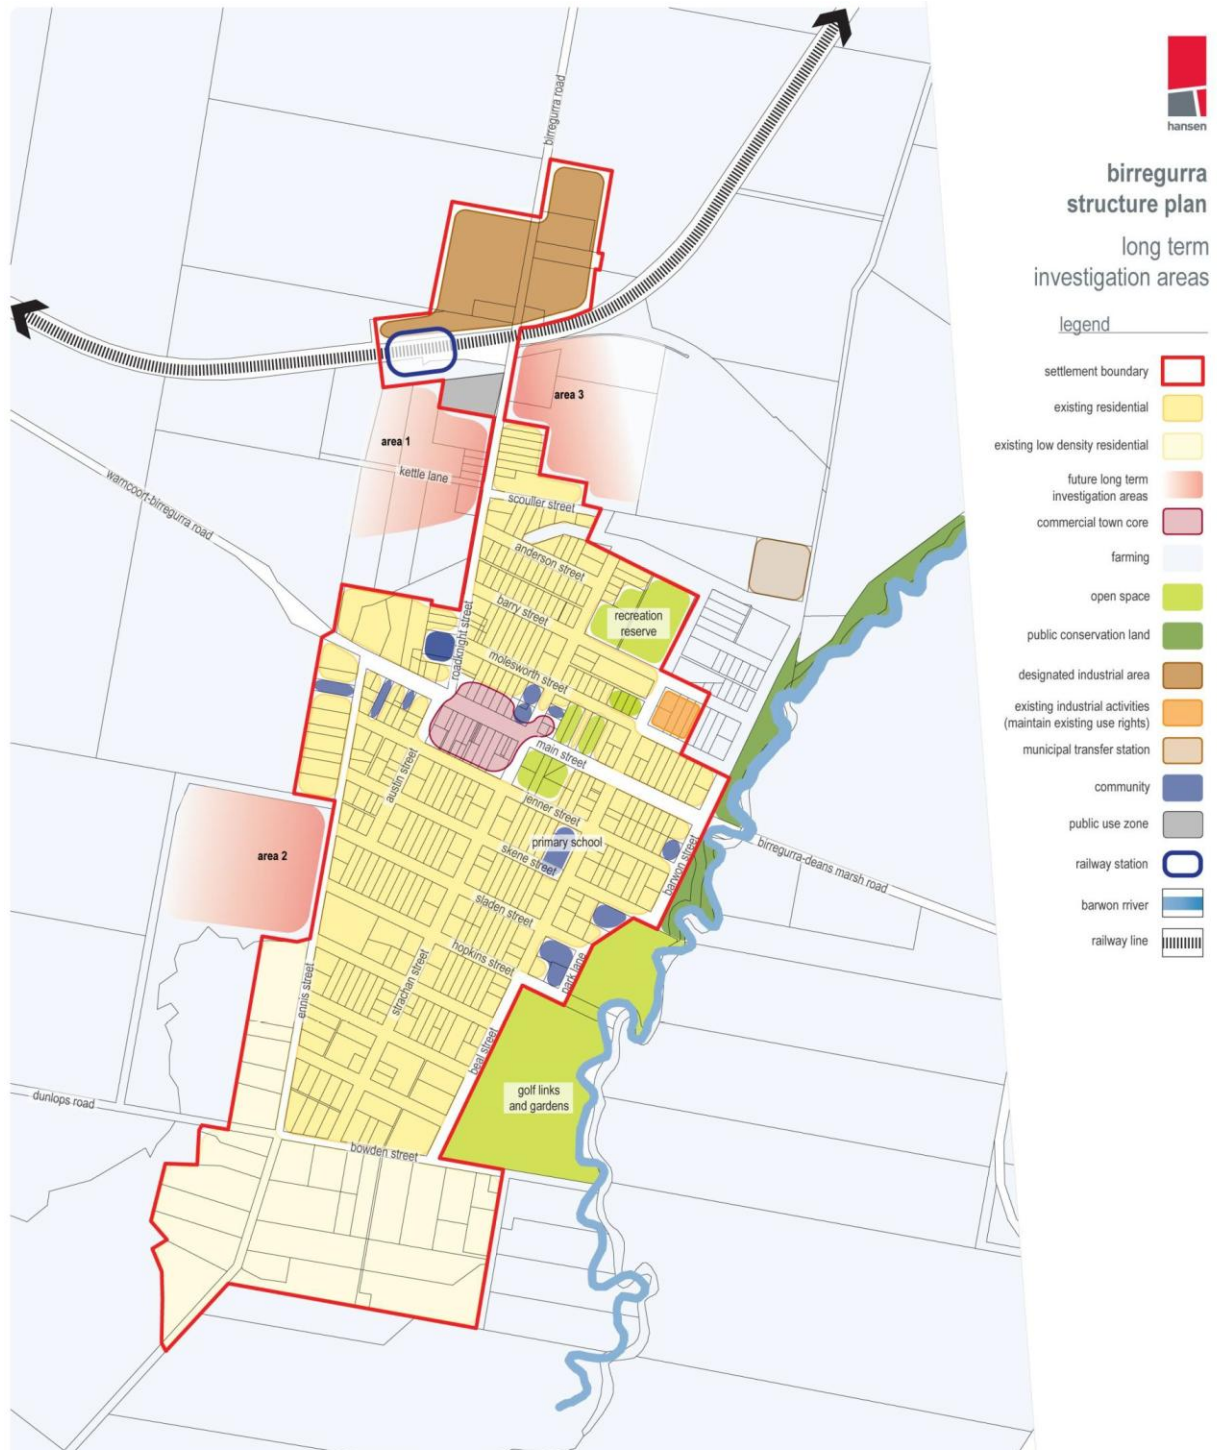 hansen
birregurra
structure plan
long term
investigation areas
legend
settlement boundary
existing residential
existing low density residential
future long term
investigation areas
commercial town core
farming
open space
public conservation land
designated industrial area
existing industrial activities
(maintain existing use rights)
municipal transfer station
community
public use zone
railway station
barwon rriver
railway line
birregurra road
area 3
area 1
kettle lane
warncoort-birregurra road
scouller street
anderson street
barry street
recreation
reserve
roadknight street
molesworth street
main street
austin street
jenner street
primary school
skene street
barwon street
birregurra-deans marsh road
area 2
sladen street
hopkins street
park lane
ennis street
strachan street
beal street
golf links
and gardens
dunlops road
bowden street